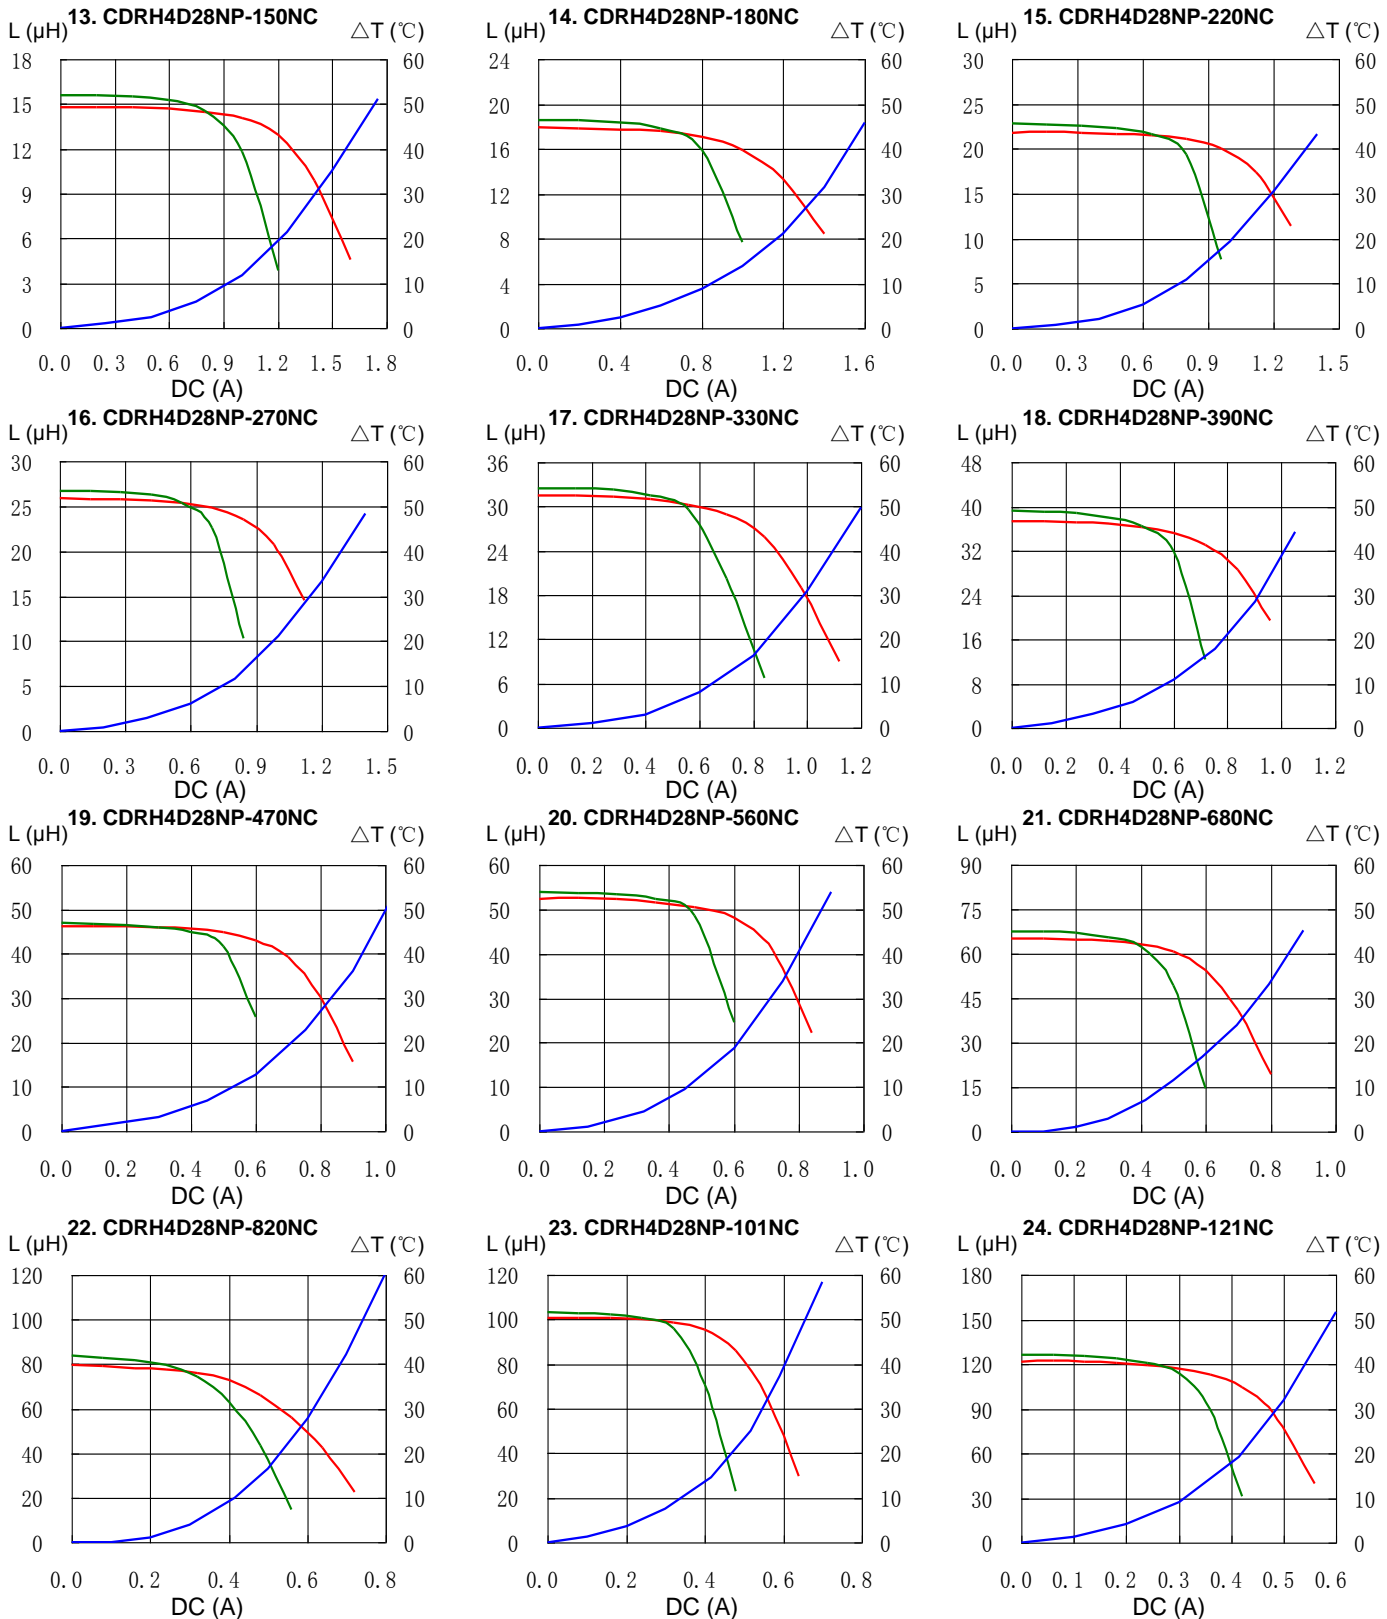 13. CDRH4D28NP-150NC 14. CDRH4D28NP-180NC 15. CDRH4D28NP-220NC
L (μH) △T (℃) L (μH) △T (℃) L (μH) △T (℃)
18 60 24 60 30 60
15 50 20 50 25 50
12 40 16 40 20 40
9 30 12 30 15 30
6 20 8 20 10 20
3 10 4 10 5 10
0 0 0 0 0 0
0.0 0.3 0.6 0.9 1.2 1.5 1.8 0.0 0.4 0.8 1.2 1.6 0.0 0.3 0.6 0.9 1.2 1.5
DC (A) DC (A) DC (A)
16. CDRH4D28NP-270NC 17. CDRH4D28NP-330NC 18. CDRH4D28NP-390NC
L (μH) △T (℃) L (μH) △T (℃) L (μH) △T (℃)
30 60 36 60 48 60
25 50 30 50 40 50
20 40 24 40 32 40
15 30 18 30 24 30
10 20 12 20 16 20
5 10 6 10 8 10
0 0 0 0 0 0
0.0 0.3 0.6 0.9 1.2 1.5 0.0 0.2 0.4 0.6 0.8 1.0 1.2 0.0 0.2 0.4 0.6 0.8 1.0 1.2
DC (A) DC (A) DC (A)
19. CDRH4D28NP-470NC 20. CDRH4D28NP-560NC 21. CDRH4D28NP-680NC
L (μH) △T (℃) L (μH) △T (℃) L (μH) △T (℃)
60 60 60 60 90 60
50 50 50 50 75 50
40 40 40 40 60 40
30 30 30 30 45 30
20 20 20 20 30 20
10 10 10 10 15 10
0 0 0 0 0 0
0.0 0.2 0.4 0.6 0.8 1.0 0.0 0.2 0.4 0.6 0.8 1.0 0.0 0.2 0.4 0.6 0.8 1.0
DC (A) DC (A) DC (A)
22. CDRH4D28NP-820NC 23. CDRH4D28NP-101NC 24. CDRH4D28NP-121NC
L (μH) △T (℃) L (μH) △T (℃) L (μH) △T (℃)
120 60 120 60 180 60
100 50 100 50 150 50
80 40 80 40 120 40
60 30 60 30 90 30
40 20 40 20 60 20
20 10 20 10 30 10
0 0 0 0 0 0
0.0 0.2 0.4 0.6 0.8 0.0 0.2 0.4 0.6 0.8 0.0 0.1 0.2 0.3 0.4 0.5 0.6
DC (A) DC (A) DC (A)